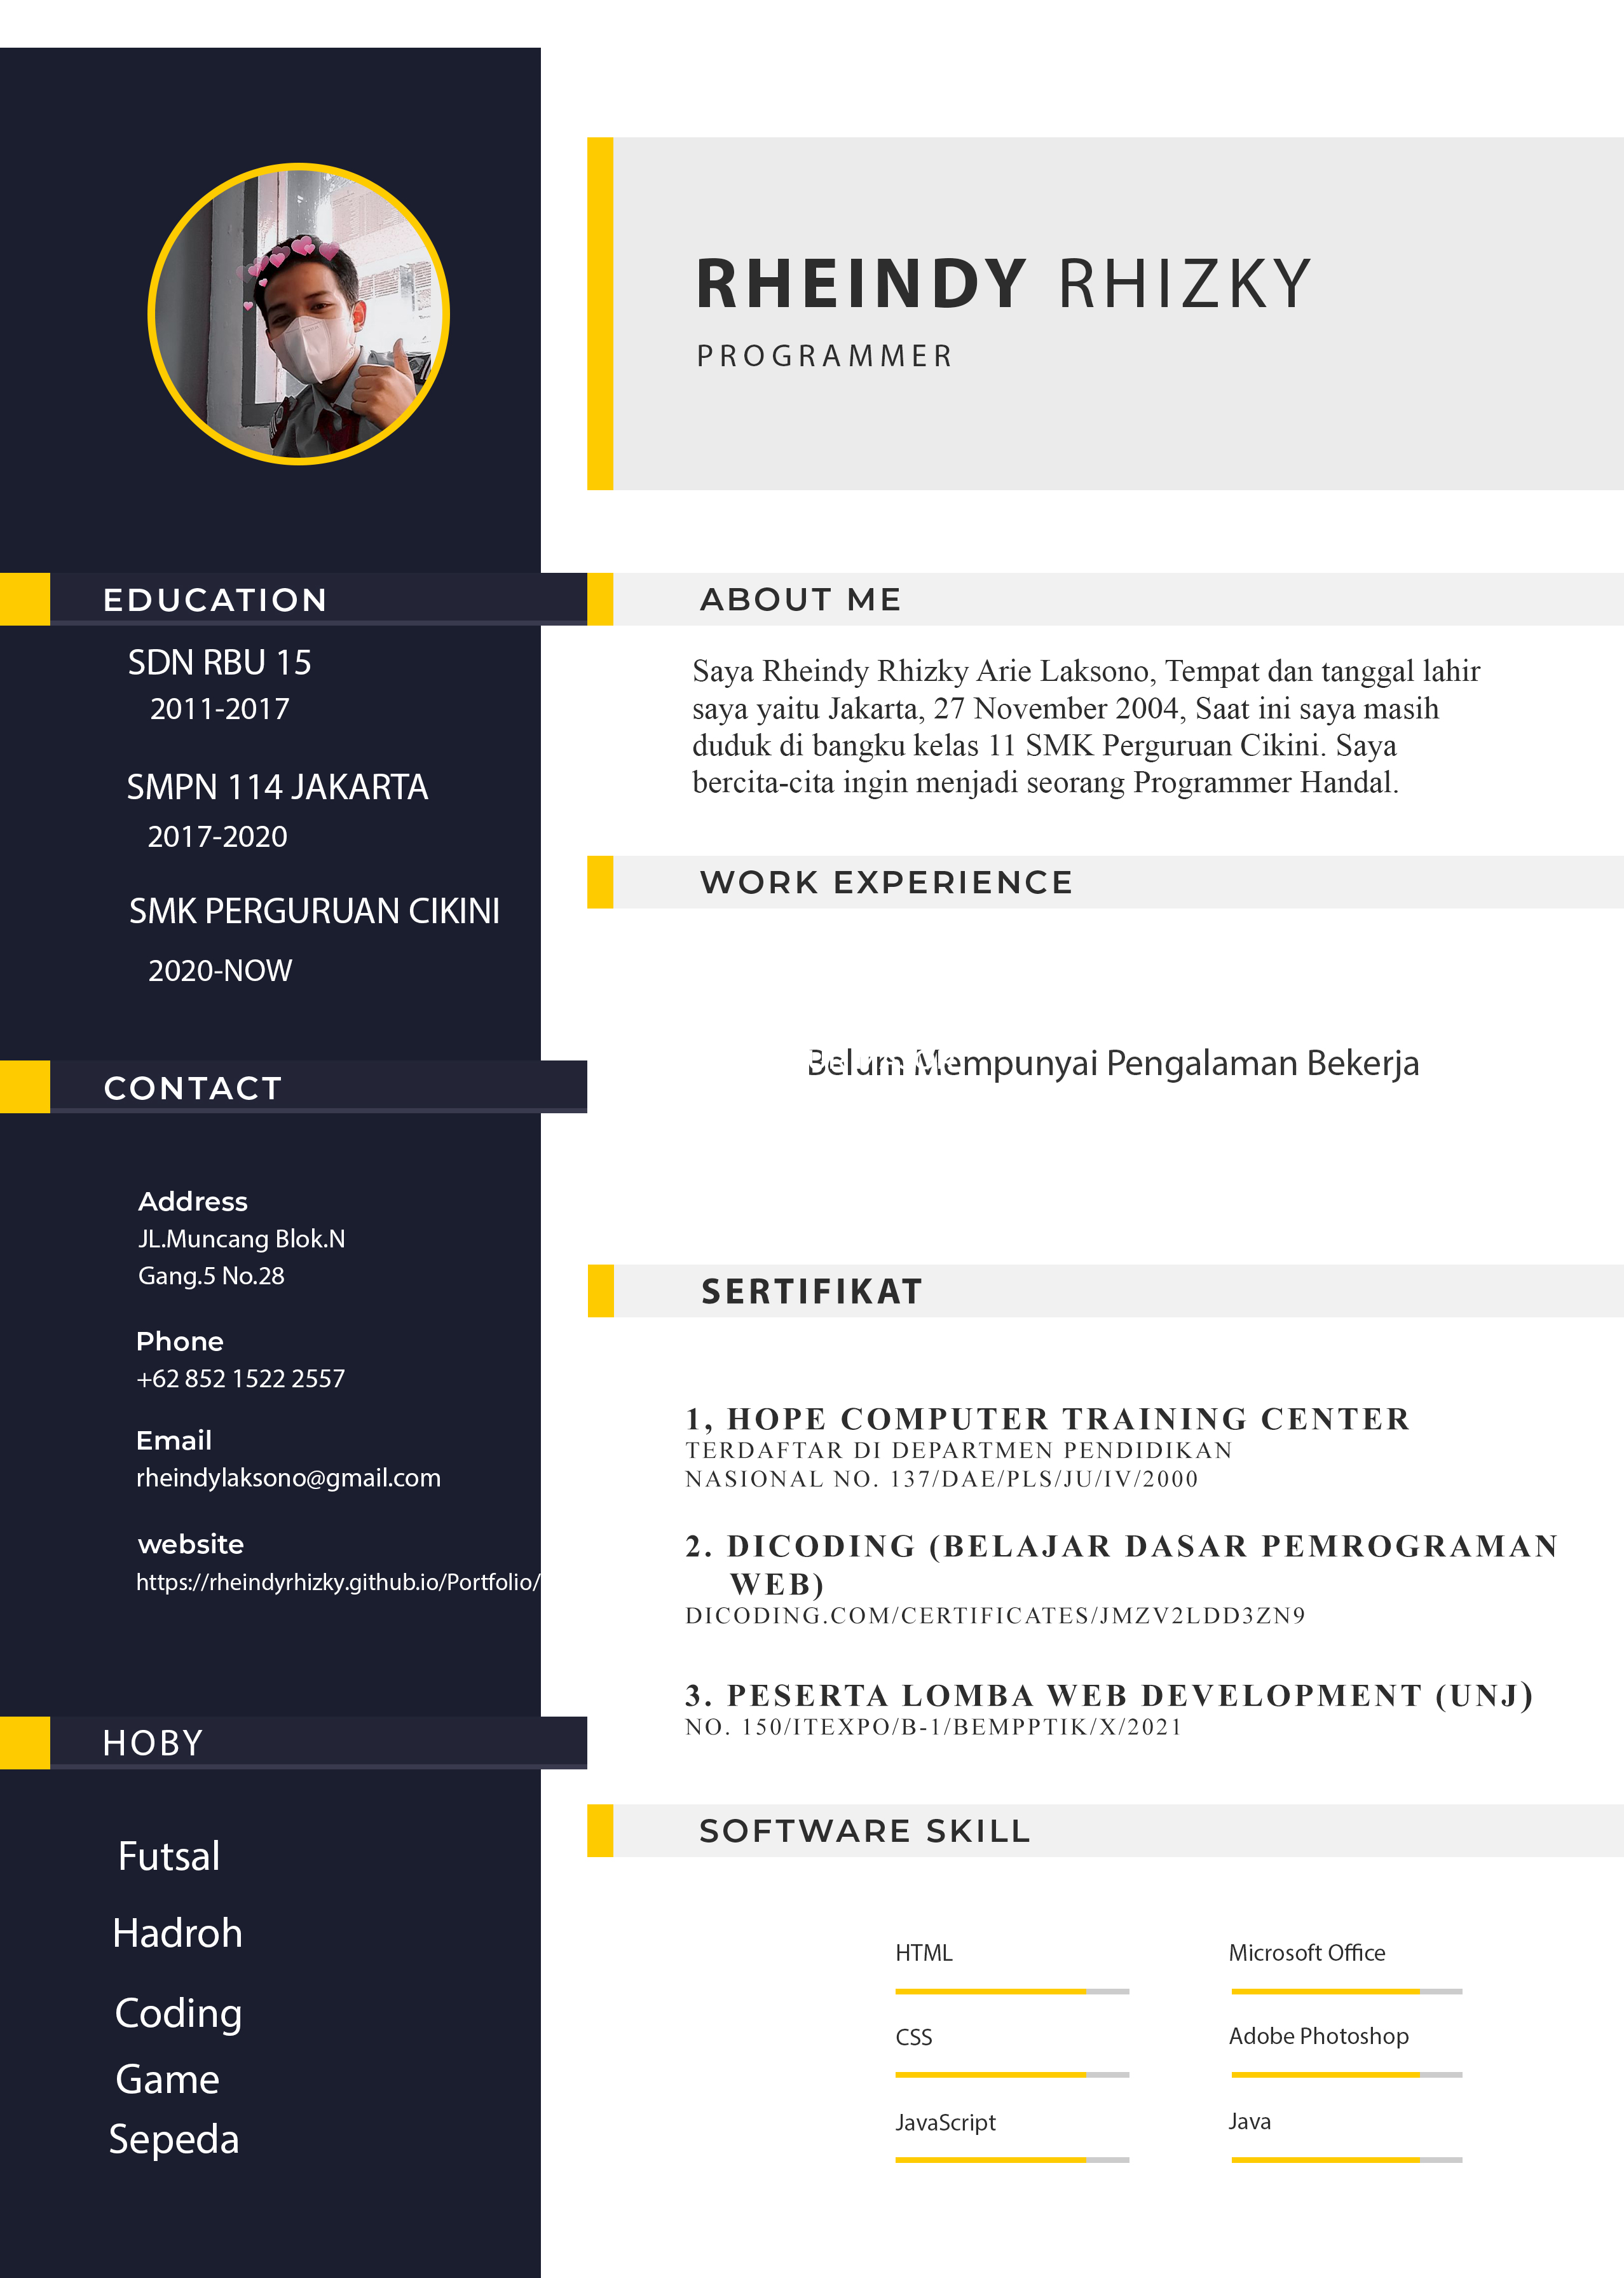 RHEINDY RHIZKY
PROGRAMMER
EDUCATION
SDN RBU 15
2011-2017
SMPN 114 JAKARTA
2017-2020
SMK PERGURUAN CIKINI
2020-NOW
CONTACT
Address
JL.Muncang Blok.N
Gang.5 No.28
Phone
+62 852 1522 2557
Email
rheindylaksono@gmail.com
website
https://rheindyrhizky.github.io/Portfolio/
HOBY
Futsal
Hadroh
Coding
Game
Sepeda
ABOUT ME
Saya Rheindy Rhizky Arie Laksono, Tempat dan tanggal lahir
saya yaitu Jakarta, 27 November 2004, Saat ini saya masih
duduk di bangku kelas 11 SMK Perguruan Cikini. Saya
bercita-cita ingin menjadi seorang Programmer Handal.
WORK EXPERIENCE
Belum Mempunyai Pengalaman Bekerja
SERTIFIKAT
1, HOPE COMPUTER TRAINING CENTER
TERDAFTAR DI DEPARTMEN PENDIDIKAN
NASIONAL NO. 137/DAE/PLS/JU/IV/2000
2. DICODING (BELAJAR DASAR PEMROGRAMAN
WEB)
DICODING.COM/CERTIFICATES/JMZV2LDD3ZN9
3. PESERTA LOMBA WEB DEVELOPMENT (UNJ)
NO. 150/ITEXPO/B-1/BEMPPTIK/X/2021
SOFTWARE SKILL
HTML
Microsoft Office
CSS
Adobe Photoshop
JavaScript
Java